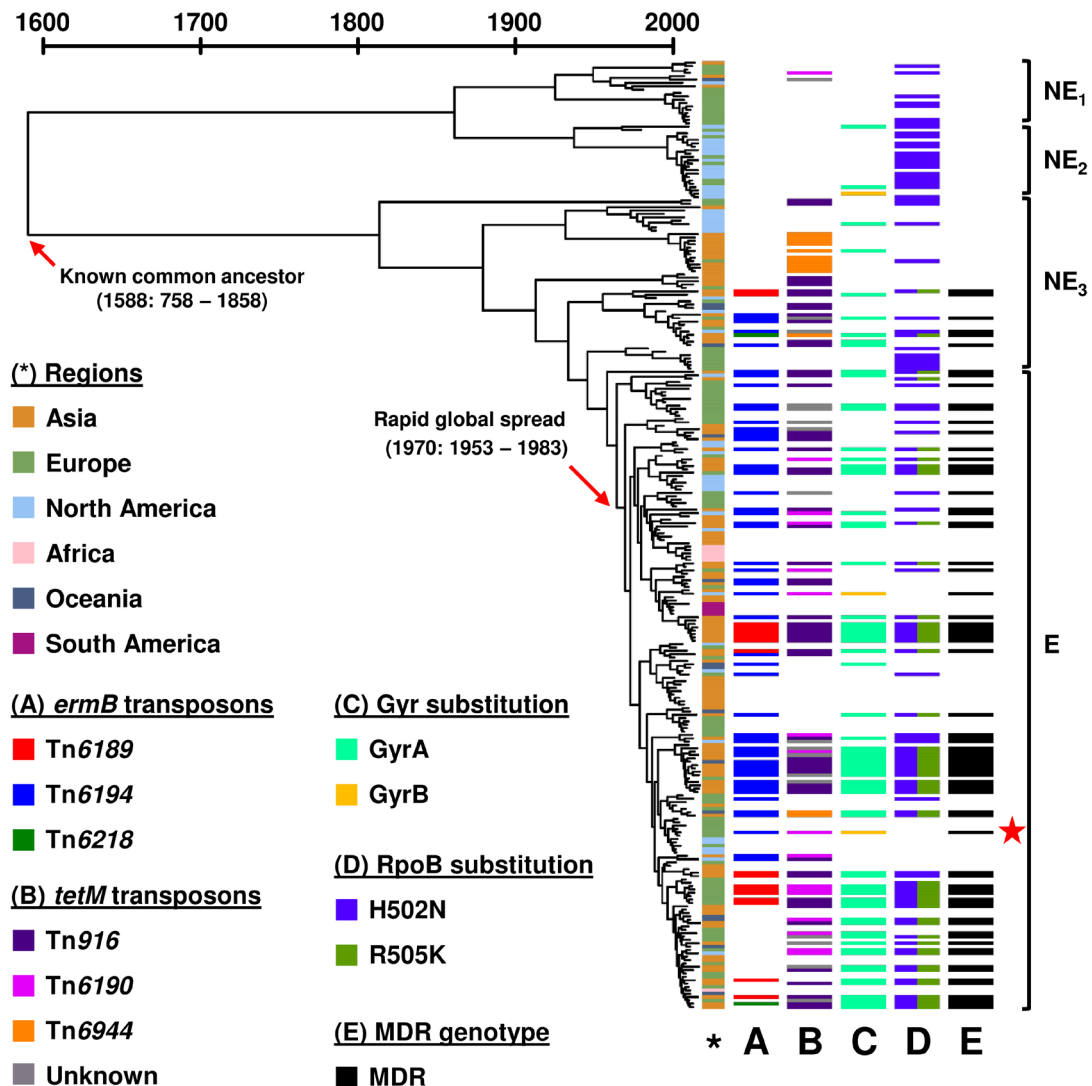 1600 1700 1800 1900 2000
NE1
NE2
NE3
E
Known common ancestor
(1588: 758 – 1858)
Rapid global spread
(1970: 1953 – 1983)
(*) Regions
Asia
Europe
North America
Africa
Oceania
South America
(A) ermB transposons
Tn6189
Tn6194
Tn6218
(B) tetM transposons
Tn916
Tn6190
Tn6944
Unknown
(C) Gyr substitution
GyrA
GyrB
(D) RpoB substitution
H502N
R505K
(E) MDR genotype
MDR
* A B C D E